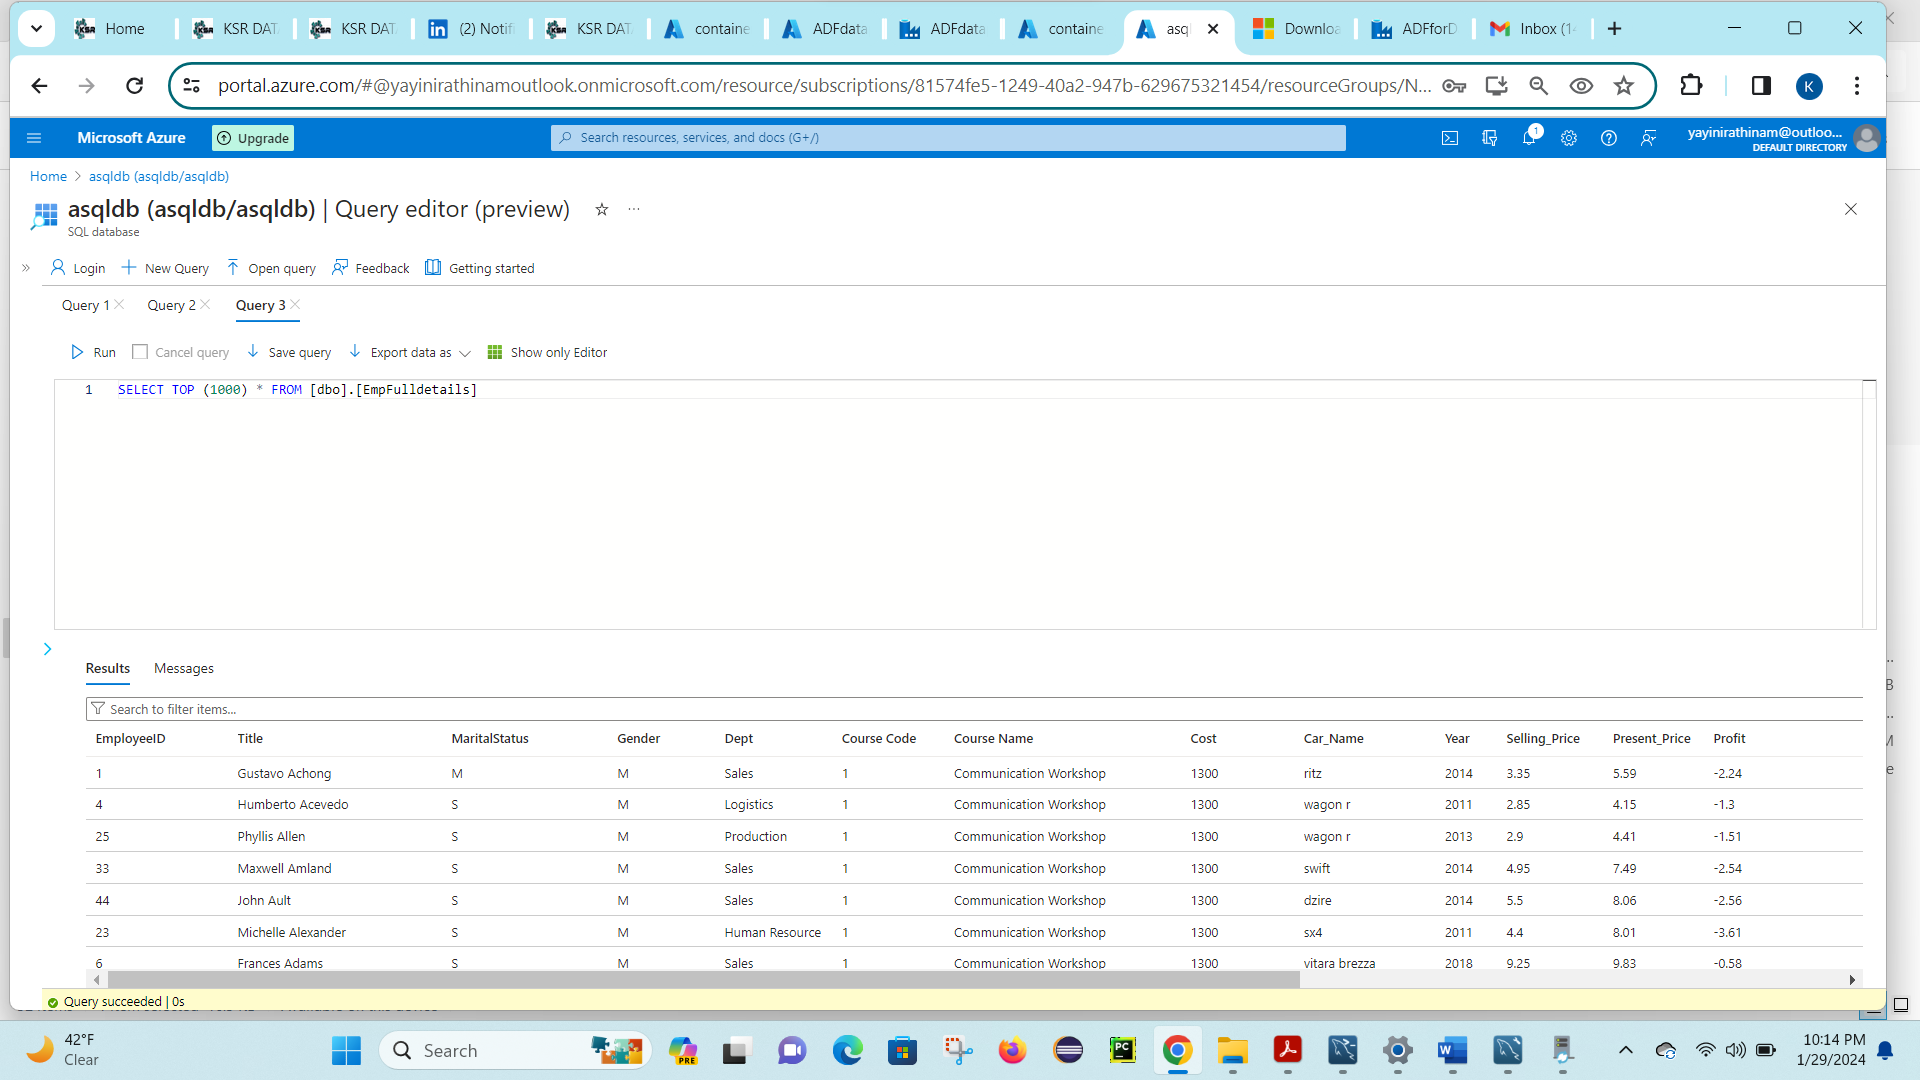 Home
KSR DAT
KSR DAT
(2) Notifi
KSR DAT
containe
ADFdata
ADFdata
containe
asql
Downloa
ADFforD
Inbox (14
portal.azure.com/#@yayinirathinamoutlook.onmicrosoft.com/resource/subscriptions/81574fe5-1249-40a2-947b-629675321454/resourceGroups/N...
K
Microsoft Azure
Upgrade
Search resources, services, and docs (G+/)
1
yayinirathinam@outloo...
DEFAULT DIRECTORY
Home > asqldb (asqldb/asqldb)
asqldb (asqldb/asqldb) | Query editor (preview)
SQL database
Login
New Query
Open query
Feedback
Getting started
Query 1
Query 2
Query 3
Run
Cancel query
Save query
Export data as
Show only Editor
1 SELECT TOP (1000) * FROM [dbo].[EmpFulldetails]
Results
Messages
Search to filter items...
EmployeeID Title MaritalStatus Gender Dept Course Code Course Name Cost Car_Name Year Selling_Price Present_Price Profit
1 Gustavo Achong M M Sales 1 Communication Workshop 1300 ritz 2014 3.35 5.59 -2.24
4 Humberto Acevedo S M Logistics 1 Communication Workshop 1300 wagon r 2011 2.85 4.15 -1.3
25 Phyllis Allen S M Production 1 Communication Workshop 1300 wagon r 2013 2.9 4.41 -1.51
33 Maxwell Amland S M Sales 1 Communication Workshop 1300 swift 2014 4.95 7.49 -2.54
44 John Ault S M Sales 1 Communication Workshop 1300 dzire 2014 5.5 8.06 -2.56
23 Michelle Alexander S M Human Resource 1 Communication Workshop 1300 sx4 2011 4.4 8.01 -3.61
6 Frances Adams S M Sales 1 Communication Workshop 1300 vitara brezza 2018 9.25 9.83 -0.58
Query succeeded | 0s
42°F
Clear
Search
PRE
PC
10:14 PM
1/29/2024